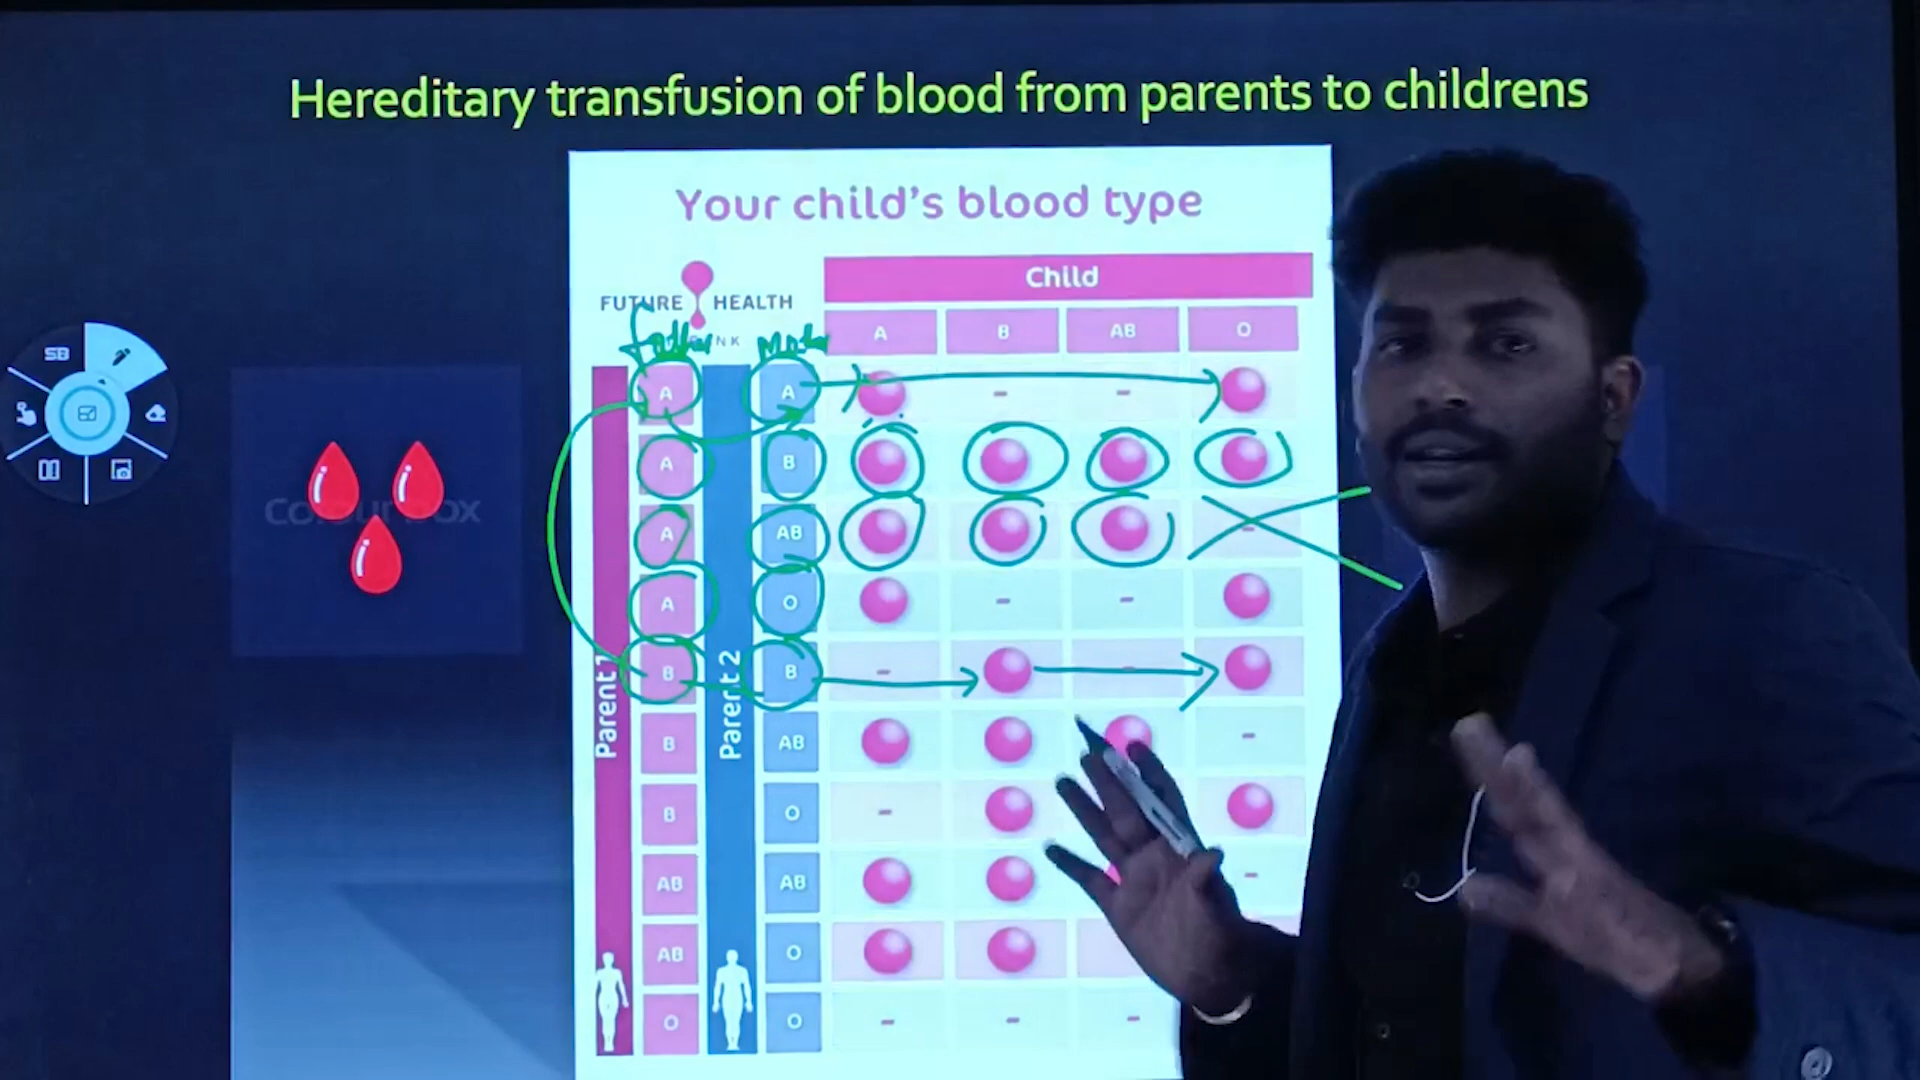 Hereditary transfusion of blood from parents to childrens
Your child's blood type
FUTURE HEALTH
Child
A B AB O
SB
A A - -
A B
A AB -
A O - -
Parent 1 Parent 2
B B - -
B AB -
B O -
AB AB -
AB O
O O - - -